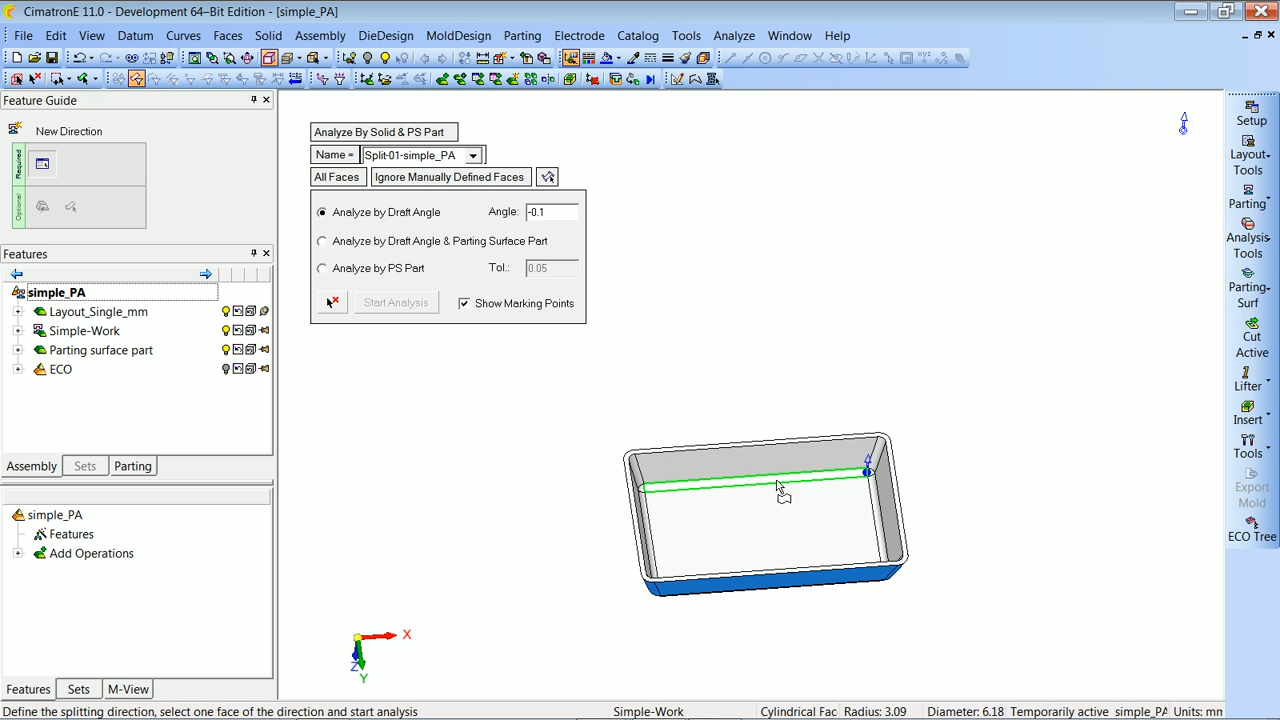 CimatronE 11.0 - Development 64–Bit Edition - [simple_PA]
File Edit View Datum Curves Faces Solid Assembly DieDesign MoldDesign Parting Electrode Catalog Tools Analyze Window Help
Feature Guide
New Direction
Required
Optional
Features
simple_PA
Layout_Single_mm
Simple-Work
Parting surface part
ECO
Assembly Sets Parting
simple_PA
Features
Add Operations
Features Sets M-View
Analyze By Solid & PS Part
Name = Split-01-simple_PA
All Faces Ignore Manually Defined Faces
Analyze by Draft Angle Angle: -0.1
Analyze by Draft Angle & Parting Surface Part
Analyze by PS Part Tol.: 0.05
Start Analysis Show Marking Points
X
Z
Y
Setup
Layout-
Tools
Parting
Analysis-
Tools
Parting-
Surf
Cut
Active
Lifter
Insert
Tools
Export
Mold
ECO Tree
Define the splitting direction, select one face of the direction and start analysis Simple-Work Cylindrical Fac Radius: 3.09 Diameter: 6.18 Temporarily active simple_PA Units: mm